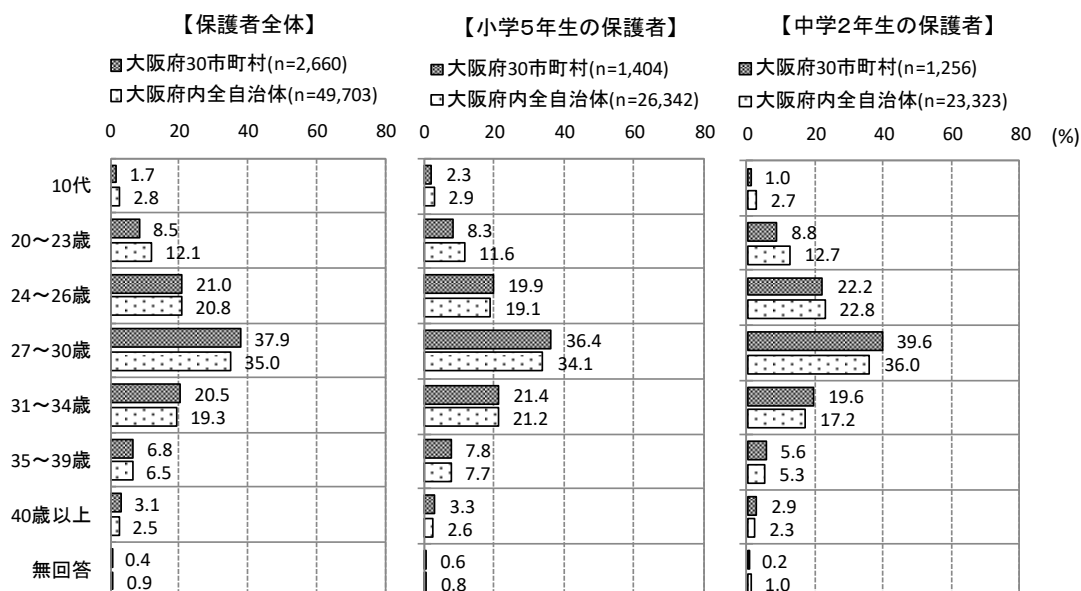 【保護者全体】 【小学5年生の保護者】 【中学2年生の保護者】
大阪府30市町村(n=2,660) 大阪府30市町村(n=1,404) 大阪府30市町村(n=1,256)
大阪府内全自治体(n=49,703) 大阪府内全自治体(n=26,342) 大阪府内全自治体(n=23,323)
0 20 40 60 80 0 20 40 60 80 0 20 40 60 80 (%)
10代
1.7 2.3 1.0
2.8 2.9 2.7
20～23歳
8.5 8.3 8.8
12.1 11.6 12.7
24～26歳
21.0 19.9 22.2
20.8 19.1 22.8
27～30歳
37.9 36.4 39.6
35.0 34.1 36.0
31～34歳
20.5 21.4 19.6
19.3 21.2 17.2
35～39歳
6.8 7.8 5.6
6.5 7.7 5.3
40歳以上
3.1 3.3 2.9
2.5 2.6 2.3
無回答
0.4 0.6 0.2
0.9 0.8 1.0